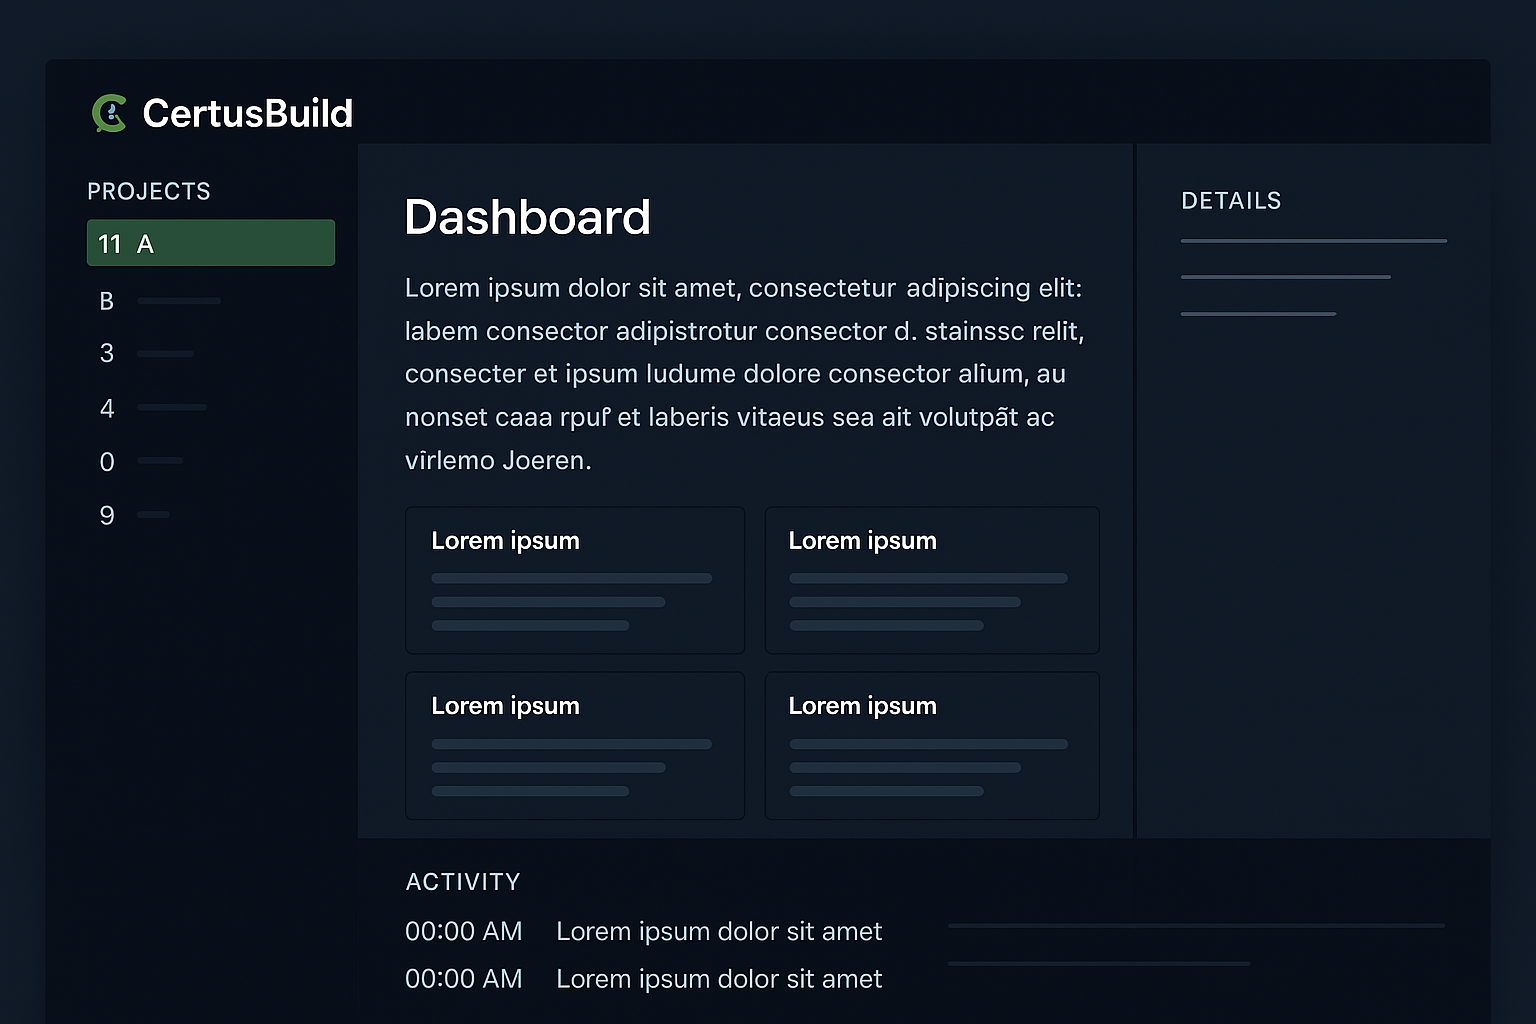 CertusBuild
PROJECTS
11 A
B
3
4
0
9
Dashboard
Lorem ipsum dolor sit amet, consectetur adīpiscing elit:
labem consector adipistrotur consector d. stainssc relit,
consecter et ipsum ludume dolore consector alîum, au
nonset caaa rpuf et laberis vitaeus sea ait volutpãt ac
vîrlemo Joeren.
Lorem ipsum
Lorem ipsum
Lorem ipsum
Lorem ipsum
DETAILS
ACTIVITY
00:00 AM Lorem ipsum dolor sit amet
00:00 AM Lorem ipsum dolor sit amet